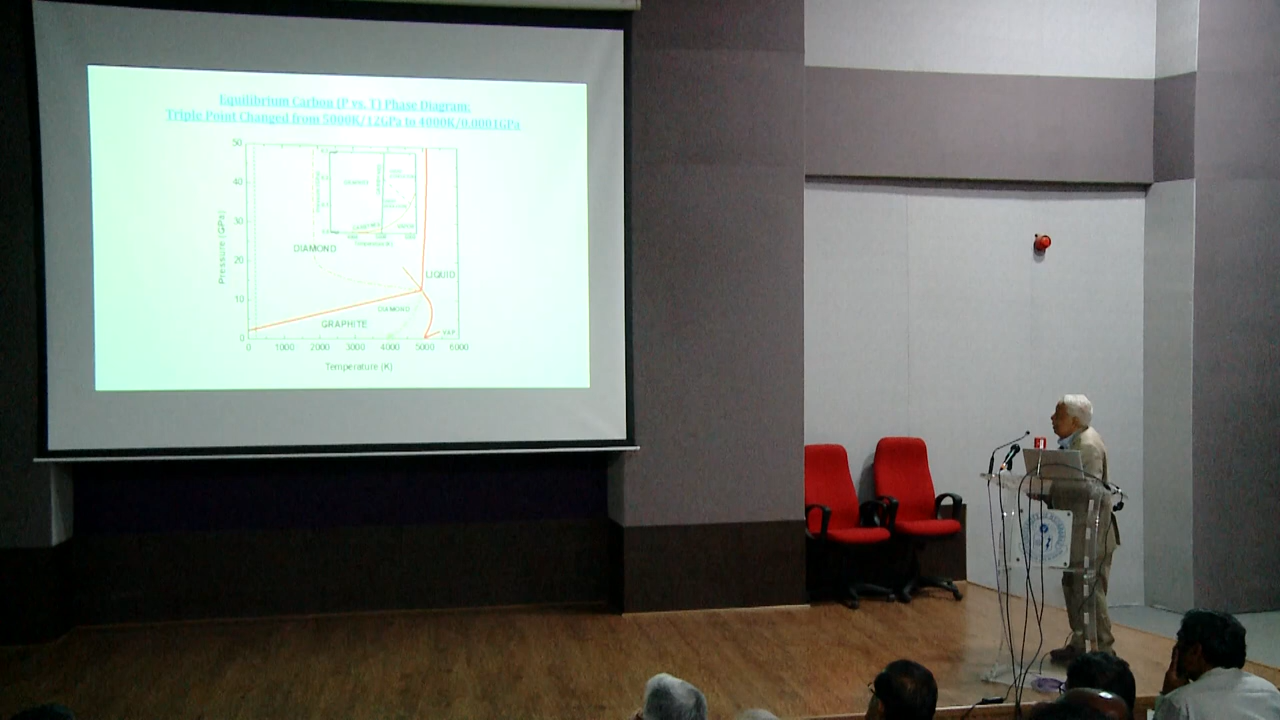 Equilibrium Carbon (P vs. T) Phase Diagram:
Triple Point Changed from 5000K/12GPa to 4000K/0.0001GPa
50
40
30
20
10
0
Pressure (GPa)
DIAMOND
LIQUID
DIAMOND
GRAPHITE
VAP
0 1000 2000 3000 4000 5000 6000
Temperature (K)